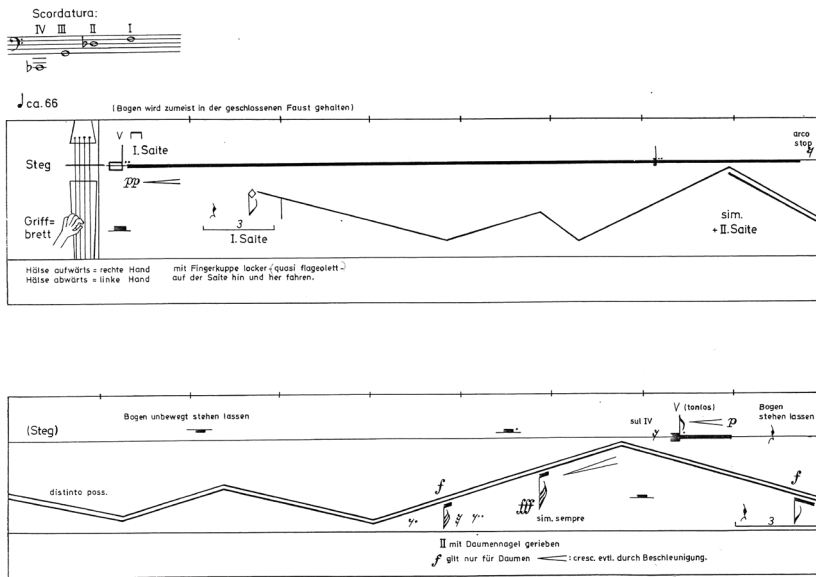 Scordatura:
IV III II I
ca. 66
(Bogen wird zumeist in der geschlossenen Faust gehalten)
V
I. Saite
arco
stop
Steg
pp
Griff=
brett
3
I. Saite
sim.
+ II. Saite
Hälse aufwärts = rechte Hand mit Fingerkuppe locker (quasi flageolett-)
Hälse abwärts = linke Hand auf der Saite hin und her fahren.
Bogen unbewegt stehen lassen
V (tonlos)
Bogen
stehen lassen
sul IV
p
(Steg)
distinto poss.
f
f
fff
sim. sempre
3
II mit Daumennagel gerieben
f gilt nur für Daumen : cresc. evtl. durch Beschleunigung.